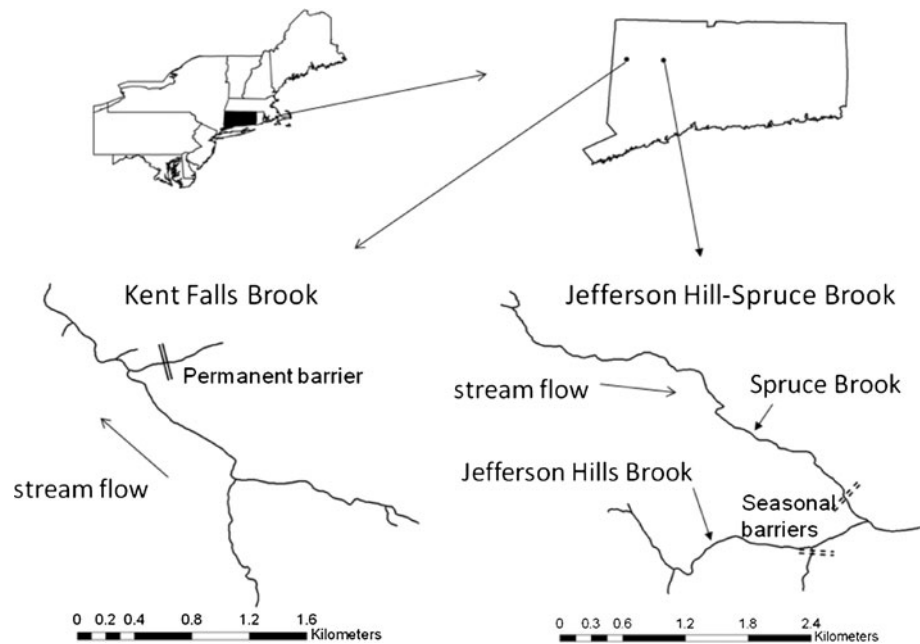 Kent Falls Brook
Permanent barrier
stream flow
0 0.2 0.4 0.8 1.2 1.6
Kilometers
Jefferson Hill-Spruce Brook
stream flow
Spruce Brook
Jefferson Hills Brook
Seasonal
barriers
0 0.3 0.6 1.2 1.8 2.4
Kilometers